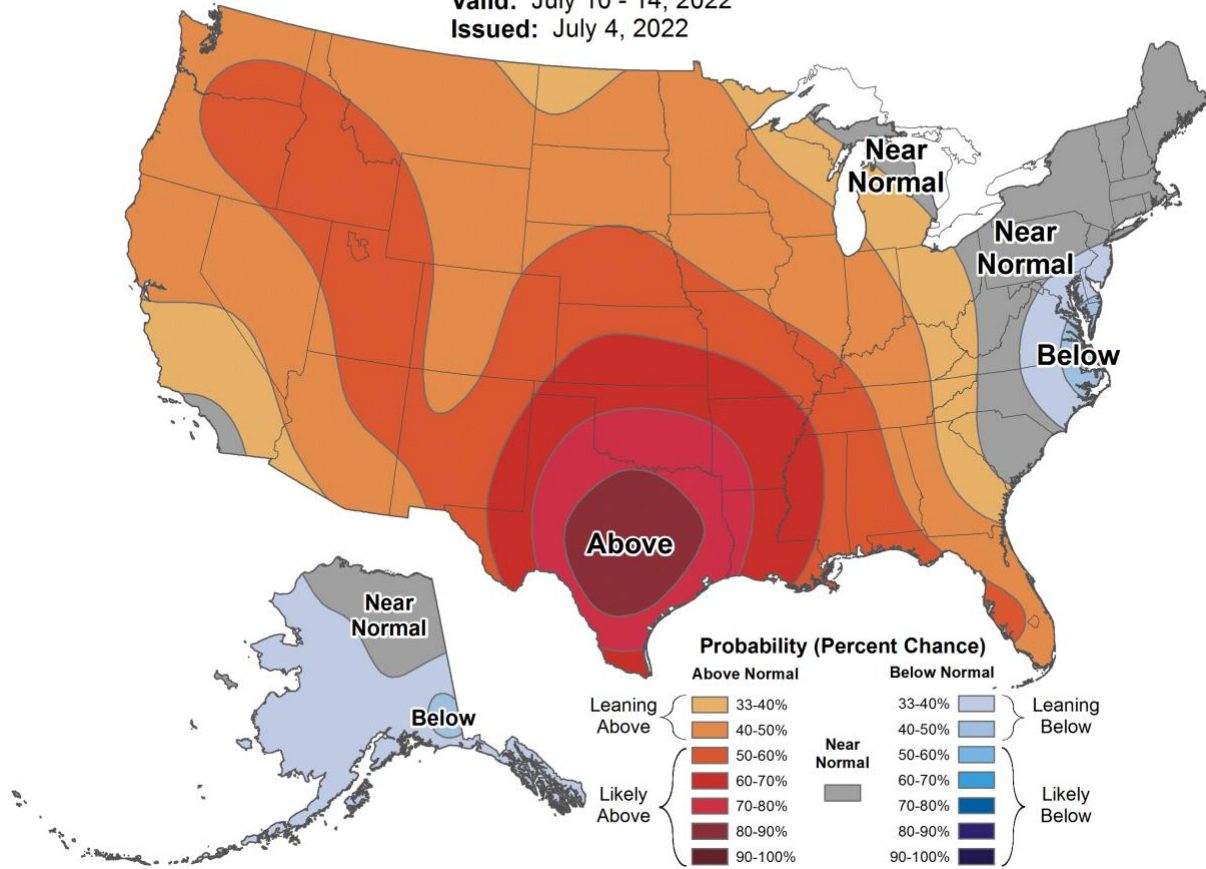 Valid: July 10 - 14, 2022
Issued: July 4, 2022
Near
Normal
Near
Normal
Below
Above
Near
Normal
Below
Probability (Percent Chance)
Above Normal
Below Normal
Leaning
Above
33-40%
40-50%
Likely
Above
50-60%
60-70%
70-80%
80-90%
90-100%
Near
Normal
33-40%
40-50%
Leaning
Below
50-60%
60-70%
70-80%
80-90%
90-100%
Likely
Below